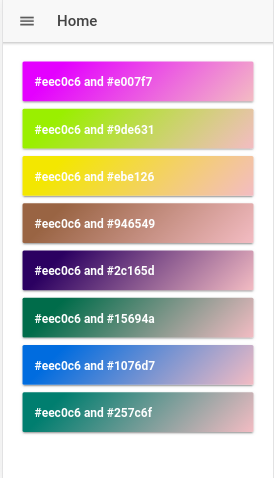 Home
#eec0c6 and #e007f7
#eec0c6 and #9de631
#eec0c6 and #ebe126
#eec0c6 and #946549
#eec0c6 and #2c165d
#eec0c6 and #15694a
#eec0c6 and #1076d7
#eec0c6 and #257c6f